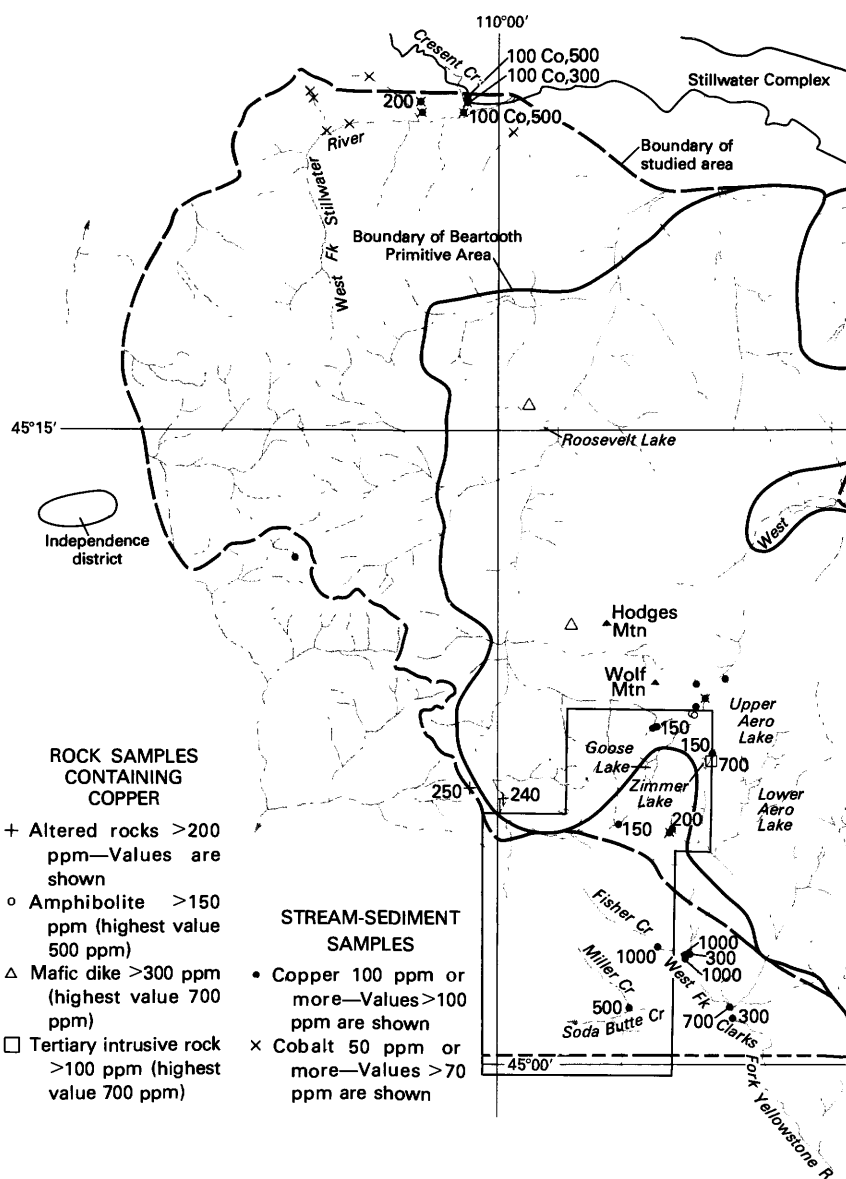 110°00'
Cresent Cr
100 Co,500
100 Co,300
Stillwater Complex
200
100 Co,500
River
Boundary of
studied area
West Fk Stillwater
Boundary of Beartooth
Primitive Area
45°15'
Roosevelt Lake
Independence
district
West
Hodges
Mtn
Wolf
Mtn
Upper
Aero
Lake
150
150
Goose
Lake
700
Zimmer
Lake
Lower
Aero
Lake
250
240
150
200
ROCK SAMPLES
CONTAINING
COPPER
+ Altered rocks >200
ppm—Values are
shown
o Amphibolite >150
ppm (highest value
500 ppm)
△ Mafic dike >300 ppm
(highest value 700
ppm)
□ Tertiary intrusive rock
>100 ppm (highest
value 700 ppm)
STREAM-SEDIMENT
SAMPLES
• Copper 100 ppm or
more—Values>100
ppm are shown
× Cobalt 50 ppm or
more—Values >70
ppm are shown
Fisher Cr
1000
1000
300
1000
Miller Cr
500
Soda Butte Cr
700
300
West Fk Clarks Fork Yellowstone R
45°00'